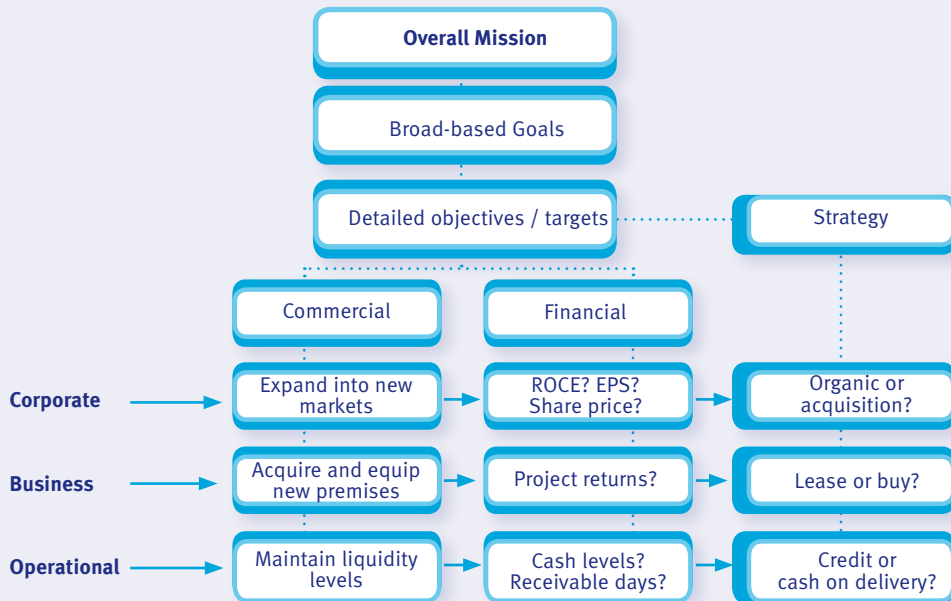 Overall Mission
Broad-based Goals
Detailed objectives / targets
Strategy
Commercial
Financial
Corporate
Expand into new
markets
ROCE? EPS?
Share price?
Organic or
acquisition?
Business
Acquire and equip
new premises
Project returns?
Lease or buy?
Operational
Maintain liquidity
levels
Cash levels?
Receivable days?
Credit or
cash on delivery?